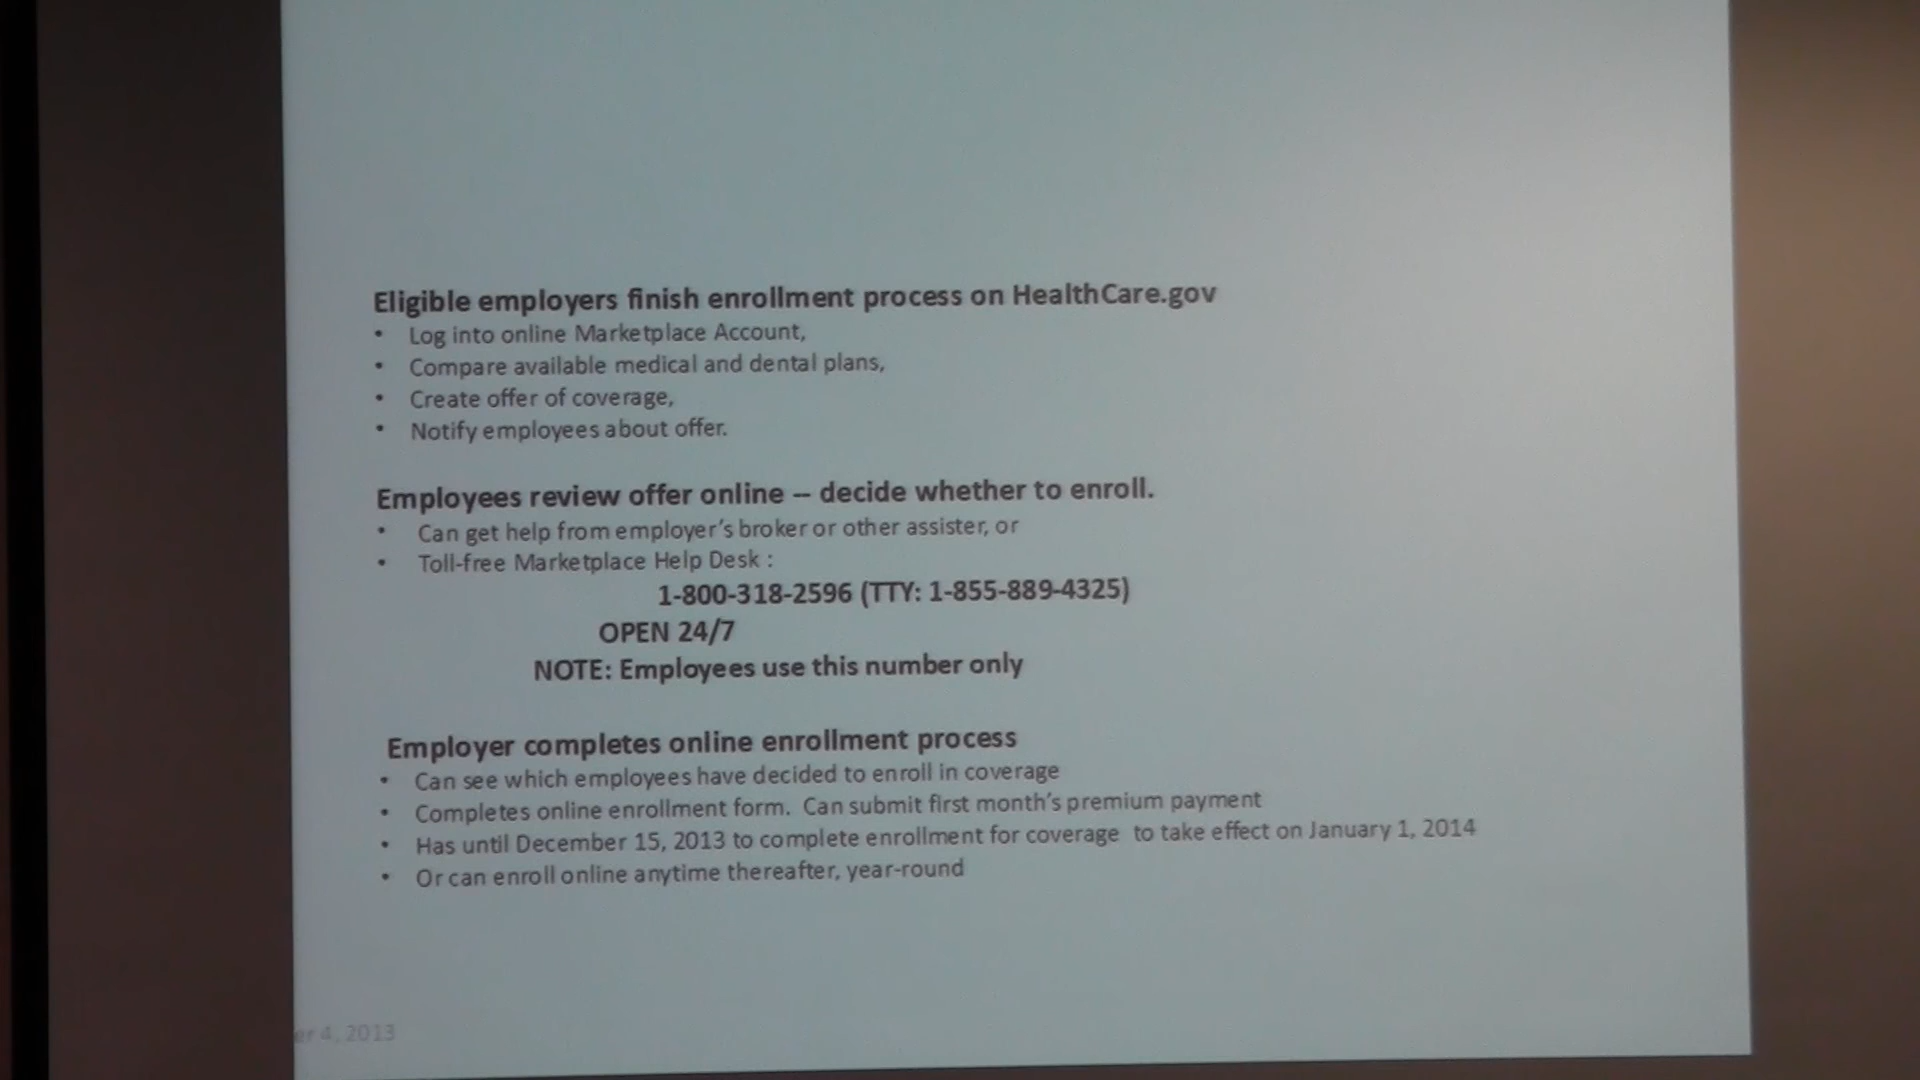 Eligible employers finish enrollment process on HealthCare.gov
• Log into online Marketplace Account,
• Compare available medical and dental plans,
• Create offer of coverage,
• Notify employees about offer.
Employees review offer online – decide whether to enroll.
• Can get help from employer's broker or other assister, or
• Toll-free Marketplace Help Desk :
1-800-318-2596 (TTY: 1-855-889-4325)
OPEN 24/7
NOTE: Employees use this number only
Employer completes online enrollment process
• Can see which employees have decided to enroll in coverage
• Completes online enrollment form. Can submit first month's premium payment
• Has until December 15, 2013 to complete enrollment for coverage to take effect on January 1, 2014
• Or can enroll online anytime thereafter, year-round
er 4, 2013